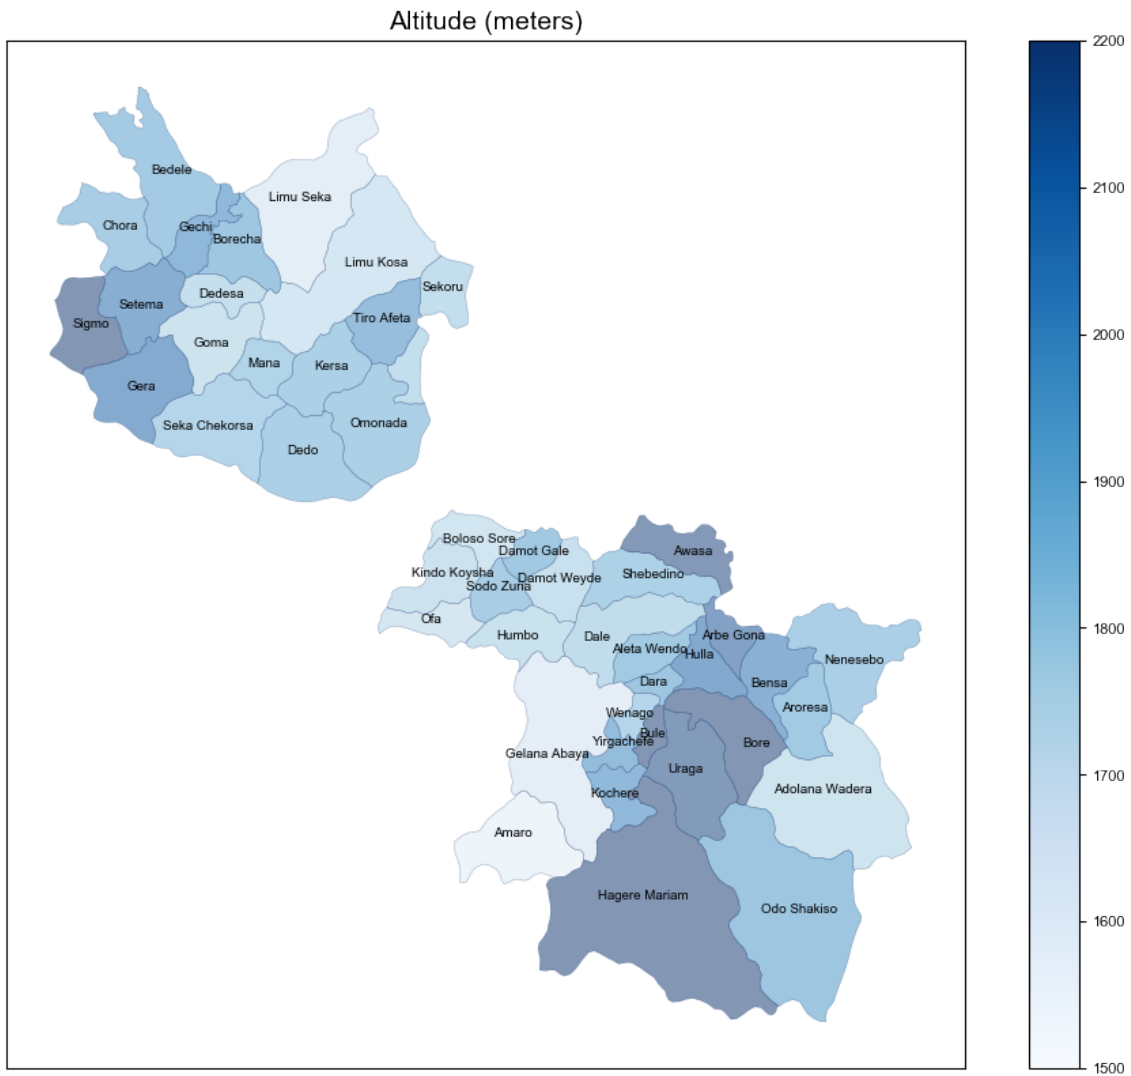 Altitude (meters)
2200
2100
2000
1900
1800
1700
1600
1500
Bedele
Limu Seka
Chora
Gechi
Borecha
Limu Kosa
Sekoru
Dedesa
Setema
Tiro Afeta
Sigmo
Goma
Mana
Kersa
Gera
Seka Chekorsa
Omonada
Dedo
Boloso Sore
Damot Gale
Awasa
Kindo Koysha
Damot Weyde
Shebedino
Sodo Zuria
Ofa
Humbo
Dale
Arbe Gona
Aleta Wendo
Hulla
Nenesebo
Dara
Bensa
Wenago
Aroresa
Bule
Yirgachefe
Bore
Gelana Abaya
Uraga
Kochere
Adolana Wadera
Amaro
Hagere Mariam
Odo Shakiso